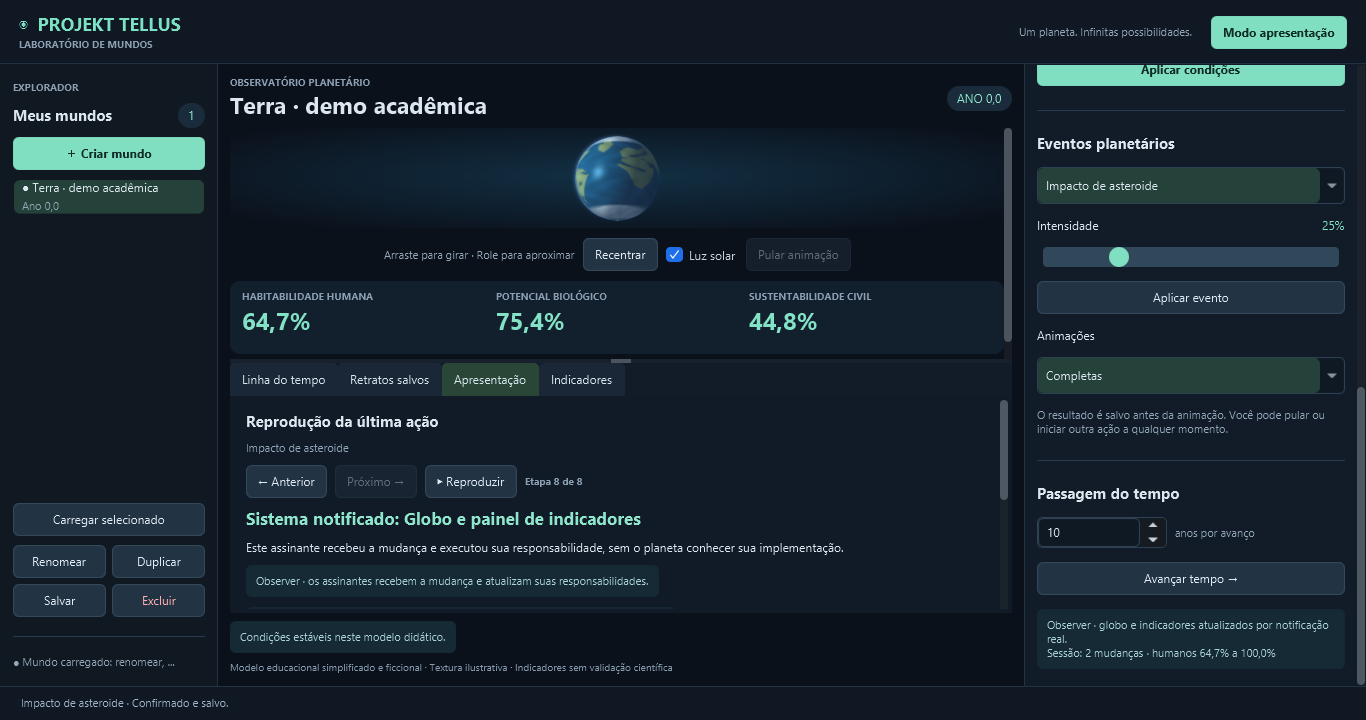 PROJEKT TELLUS
LABORATÓRIO DE MUNDOS
Um planeta. Infinitas possibilidades.
Modo apresentação
EXPLORADOR
Meus mundos
1
+ Criar mundo
● Terra · demo acadêmica
Ano 0,0
Carregar selecionado
Renomear
Duplicar
Salvar
Excluir
● Mundo carregado: renomear, ...
OBSERVATÓRIO PLANETÁRIO
Terra · demo acadêmica
ANO 0,0
Arraste para girar · Role para aproximar
Recentrar
Luz solar
Pular animação
HABITABILIDADE HUMANA
64,7%
POTENCIAL BIOLÓGICO
75,4%
SUSTENTABILIDADE CIVIL
44,8%
Linha do tempo
Retratos salvos
Apresentação
Indicadores
Reprodução da última ação
Impacto de asteroide
← Anterior
Próximo →
▶ Reproduzir
Etapa 8 de 8
Sistema notificado: Globo e painel de indicadores
Este assinante recebeu a mudança e executou sua responsabilidade, sem o planeta conhecer sua implementação.
Observer · os assinantes recebem a mudança e atualizam suas responsabilidades.
Condições estáveis neste modelo didático.
Modelo educacional simplificado e ficcional · Textura ilustrativa · Indicadores sem validação científica
Aplicar condições
Eventos planetários
Impacto de asteroide
Intensidade
25%
Aplicar evento
Animações
Completas
O resultado é salvo antes da animação. Você pode pular ou
iniciar outra ação a qualquer momento.
Passagem do tempo
10
anos por avanço
Avançar tempo →
Observer · globo e indicadores atualizados por notificação
real.
Sessão: 2 mudanças · humanos 64,7% a 100,0%
Impacto de asteroide · Confirmado e salvo.